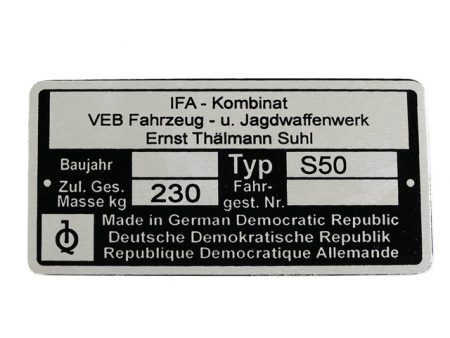 IFA - Kombinat
VEB Fahrzeug - u. Jagdwaffenwerk
Ernst Thälmann Suhl
Baujahr Typ S50
Zul. Ges. Masse kg 230 Fahr- gest. Nr.
Made in German Democratic Republic
Deutsche Demokratische Republik
Republique Democratique Allemande